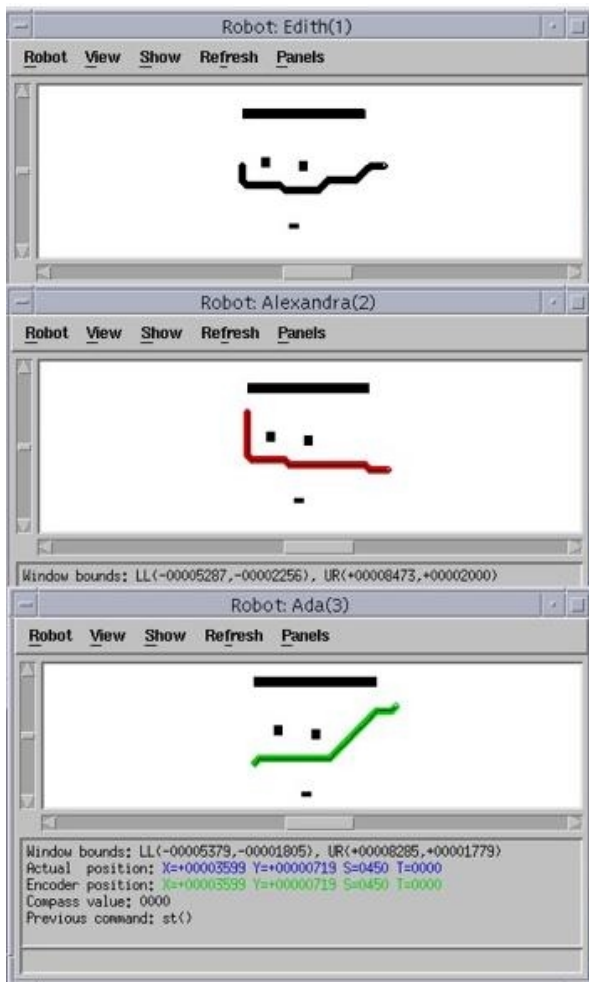 Robot: Edith(1)
Robot View Show Refresh Panels
Robot: Alexandra(2)
Robot View Show Refresh Panels
Window bounds: LL(-00005287,-00002256), UR(+00008473,+00002000)
Robot: Ada(3)
Robot View Show Refresh Panels
Window bounds: LL(-00005379,-00001805), UR(+00008285,+00001779)
Actual position: X=+00003599 Y=+00000719 S=0450 T=0000
Encoder position: X=+00003599 Y=+00000719 S=0450 T=0000
Compass value: 0000
Previous command: st()